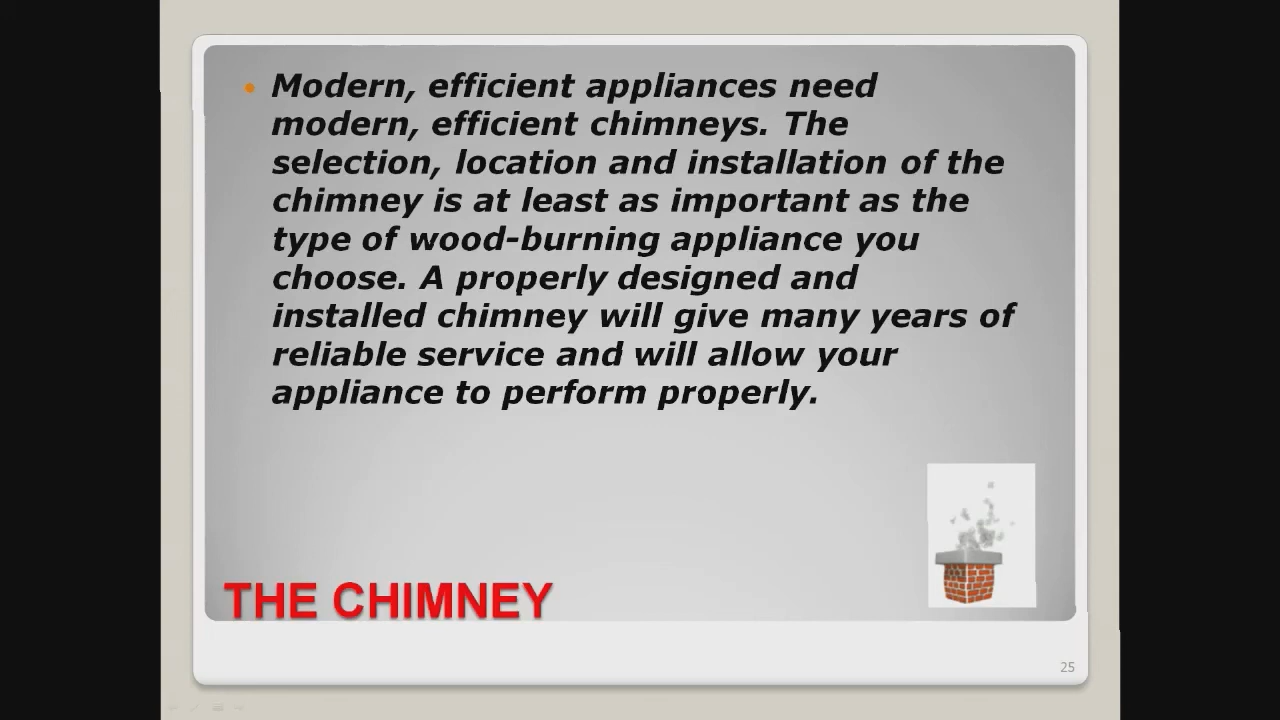 Modern, efficient appliances need
modern, efficient chimneys. The
selection, location and installation of the
chimney is at least as important as the
type of wood-burning appliance you
choose. A properly designed and
installed chimney will give many years of
reliable service and will allow your
appliance to perform properly.
THE CHIMNEY
25